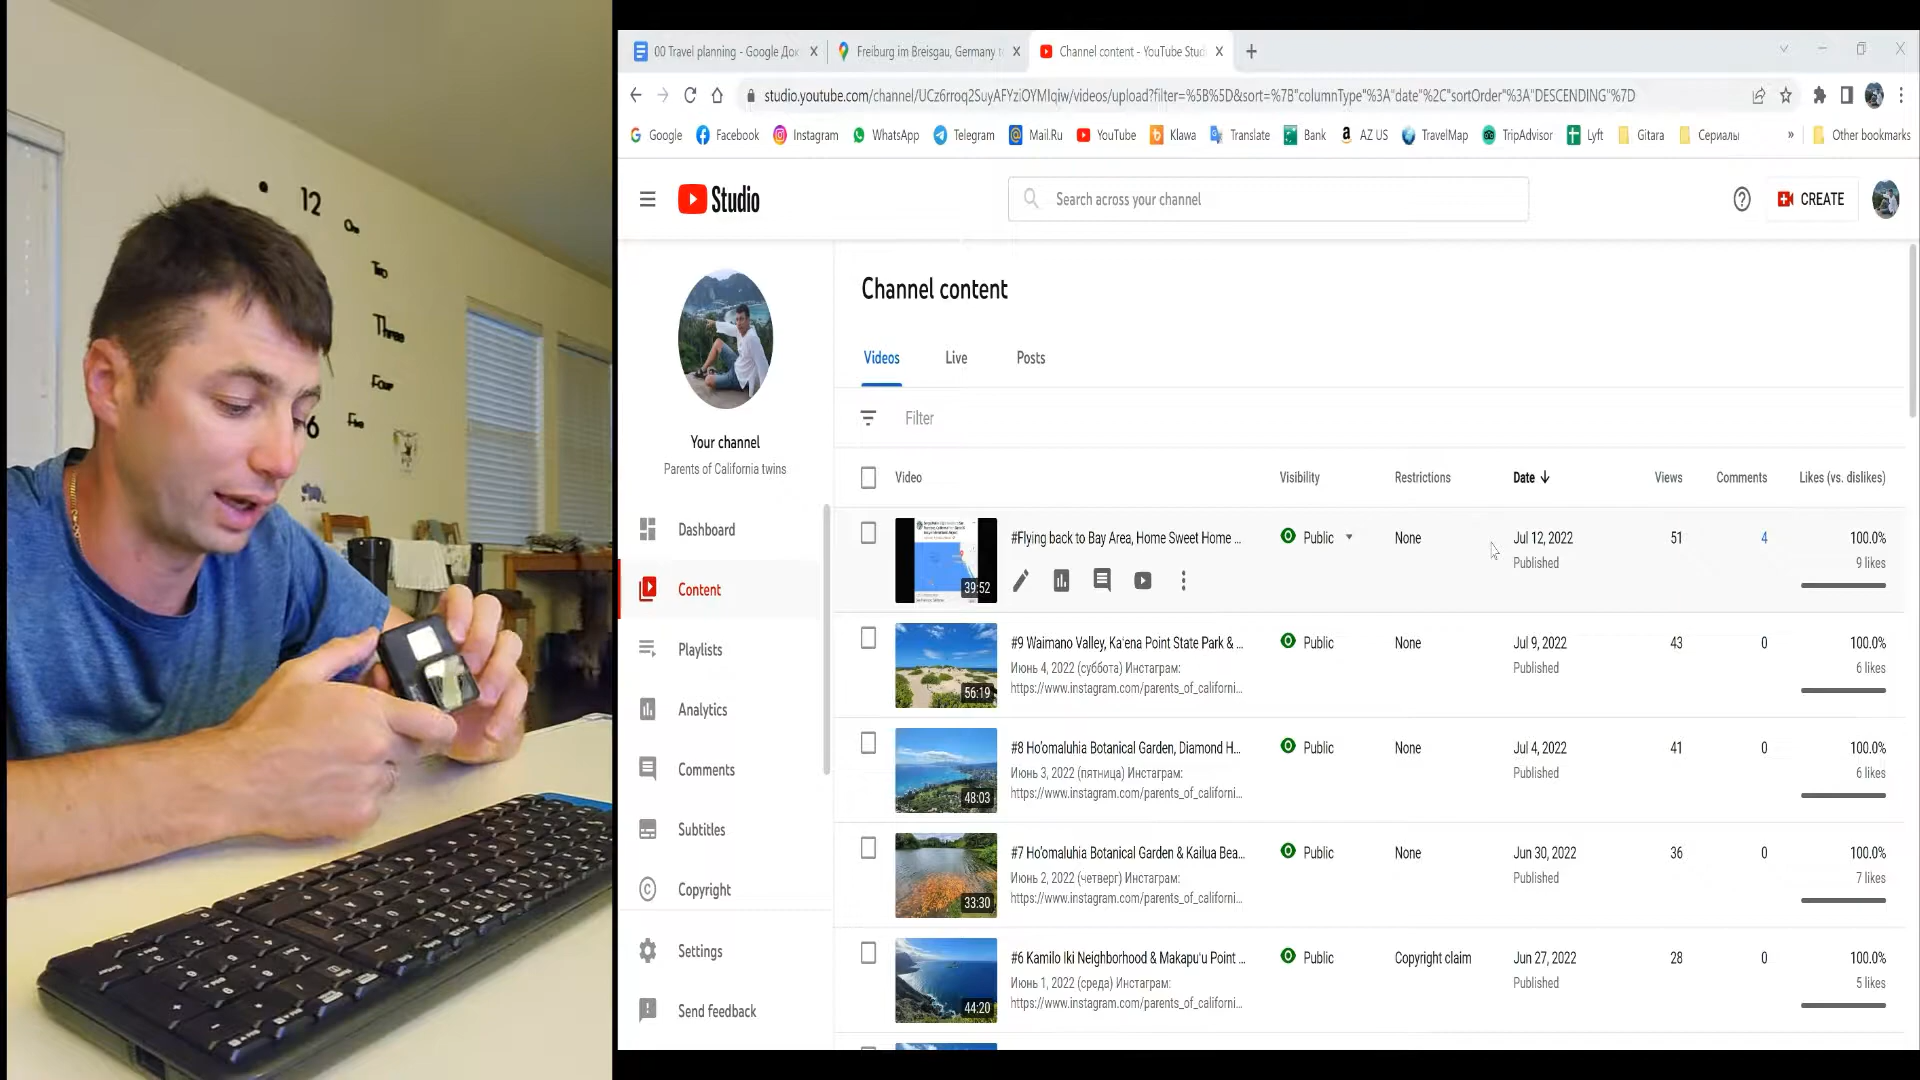 12
One
Two
Three
Four
Five
6
00 Travel planning - Google Док
Freiburg im Breisgau, Germany t
Channel content - YouTube Stud
studio.youtube.com/channel/UCz6rroq2SuyAFYziOYMIqiw/videos/upload?filter=%5B%5D&sort=%7B"columnType"%3A"date"%2C"sortOrder"%3A"DESCENDING"%7D
Google Facebook Instagram WhatsApp Telegram Mail.Ru YouTube Klawa Translate Bank AZ US TravelMap TripAdvisor Lyft Gitara Сериалы » Other bookmarks
Studio
Search across your channel
CREATE
Your channel
Parents of California twins
Dashboard
Content
Playlists
Analytics
Comments
Subtitles
Copyright
Settings
Send feedback
Channel content
Videos Live Posts
Filter
Video Visibility Restrictions Date Views Comments Likes (vs. dislikes)
39:52
#Flying back to Bay Area, Home Sweet Home ... Public None Jul 12, 2022 51 4 100.0%
Published 9 likes
56:19
#9 Waimano Valley, Ka'ena Point State Park & ... Public None Jul 9, 2022 43 0 100.0%
Июнь 4, 2022 (суббота) Инстаграм: Published 6 likes
https://www.instagram.com/parents_of_californi...
48:03
#8 Ho'omaluhia Botanical Garden, Diamond H... Public None Jul 4, 2022 41 0 100.0%
Июнь 3, 2022 (пятница) Инстаграм: Published 6 likes
https://www.instagram.com/parents_of_californi...
33:30
#7 Ho'omaluhia Botanical Garden & Kailua Bea... Public None Jun 30, 2022 36 0 100.0%
Июнь 2, 2022 (четверг) Инстаграм: Published 7 likes
https://www.instagram.com/parents_of_californi...
44:20
#6 Kamilo Iki Neighborhood & Makapu'u Point ... Public Copyright claim Jun 27, 2022 28 0 100.0%
Июнь 1, 2022 (среда) Инстаграм: Published 5 likes
https://www.instagram.com/parents_of_californi...